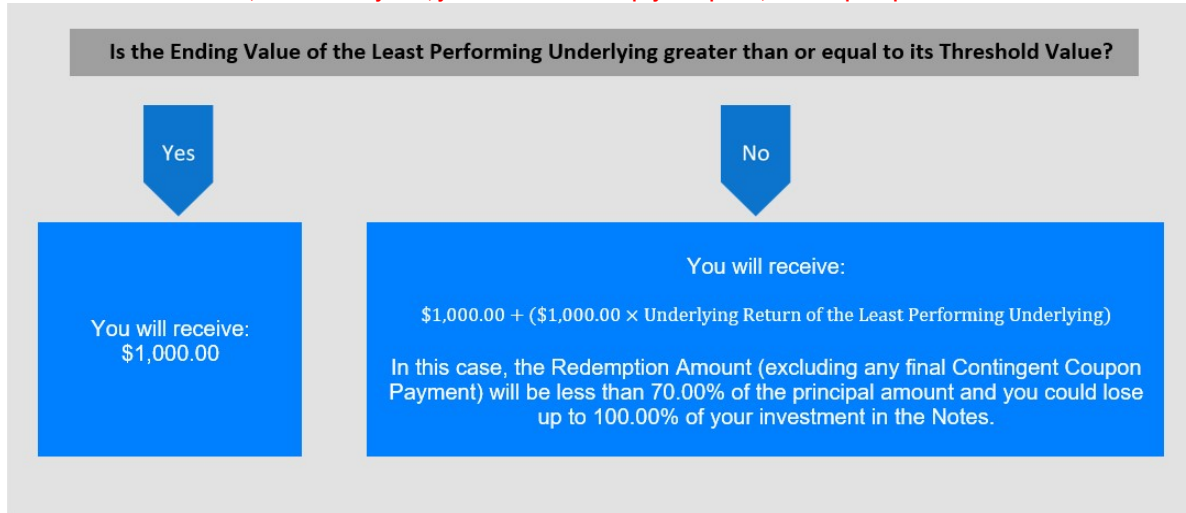 Is the Ending Value of the Least Performing Underlying greater than or equal to its Threshold Value?
Yes
No
You will receive:
$1,000.00
You will receive:
$1,000.00 + ($1,000.00 × Underlying Return of the Least Performing Underlying)
In this case, the Redemption Amount (excluding any final Contingent Coupon
Payment) will be less than 70.00% of the principal amount and you could lose
up to 100.00% of your investment in the Notes.